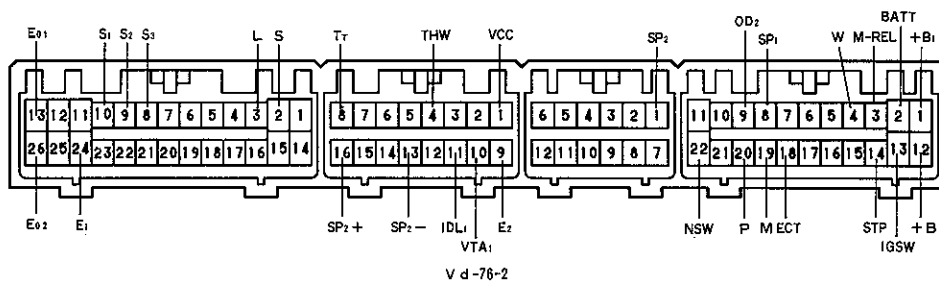 OD2 BATT
E01 S1 S2 S3 L S TT THW VCC SP2 SP1 W M-REL +B1
13 12 11 10 9 8 7 6 5 4 3 2 1
26 25 24 23 22 21 20 19 18 17 16 15 14
8 7 6 5 4 3 2 1
16 15 14 13 12 11 10 9
6 5 4 3 2 1
12 11 10 9 8 7
11 10 9 8 7 6 5 4 3 2 1
22 21 20 19 18 17 16 15 14 13 12
E02 E1 SP2+ SP2- IDL1 E2 NSW P M ECT STP +B
VTA1 IGSW
V d-76-2